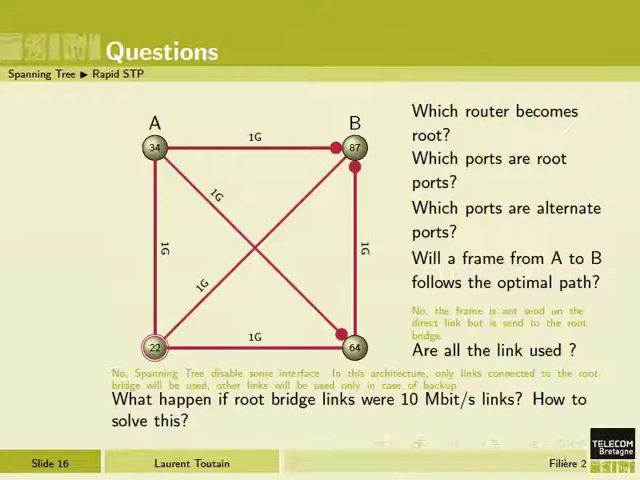 Questions
Spanning Tree ▶ Rapid STP
A
B
34
1G
87
1G
1G
1G
1G
22
1G
64
Which router becomes
root?
Which ports are root
ports?
Which ports are alternate
ports?
Will a frame from A to B
follows the optimal path?
No, the frame is not send on the
direct link but is send to the root
bridge.
Are all the link used ?
No, Spanning Tree disable some interface. In this architecture, only links connected to the root
bridge will be used, other links will be used only in case of backup.
What happen if root bridge links were 10 Mbit/s links? How to
solve this?
TELECOM
Bretagne
Slide 16
Laurent Toutain
Filière 2